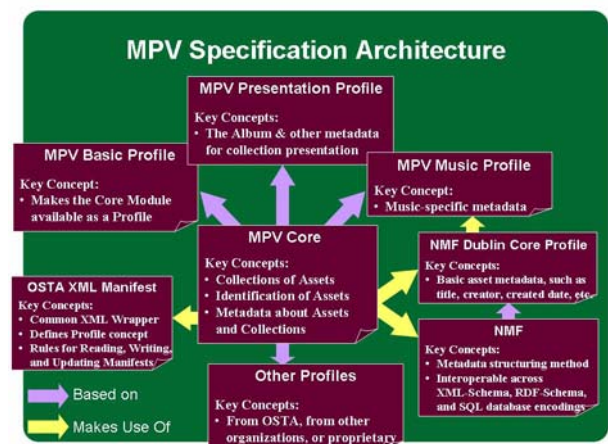 MPV Specification Architecture
MPV Presentation Profile
Key Concepts:
• The Album & other metadata
for collection presentation
MPV Basic Profile
Key Concept:
• Makes the Core Module
available as a Profile
MPV Music Profile
Key Concept:
• Music-specific metadata
MPV Core
Key Concepts:
• Collections of Assets
• Identification of Assets
• Metadata about Assets
and Collections
NMF Dublin Core Profile
Key Concepts:
• Basic asset metadata, such as
title, creator, created date, etc.
OSTA XML Manifest
Key Concepts:
• Common XML Wrapper
• Defines Profile concept
• Rules for Reading, Writing,
and Updating Manifests
NMF
Key Concepts:
• Metadata structuring method
• Interoperable across
XML-Schema, RDF-Schema,
and SQL database encodings
Other Profiles
Key Concepts:
• From OSTA, from other
organizations, or proprietary
Based on
Makes Use Of